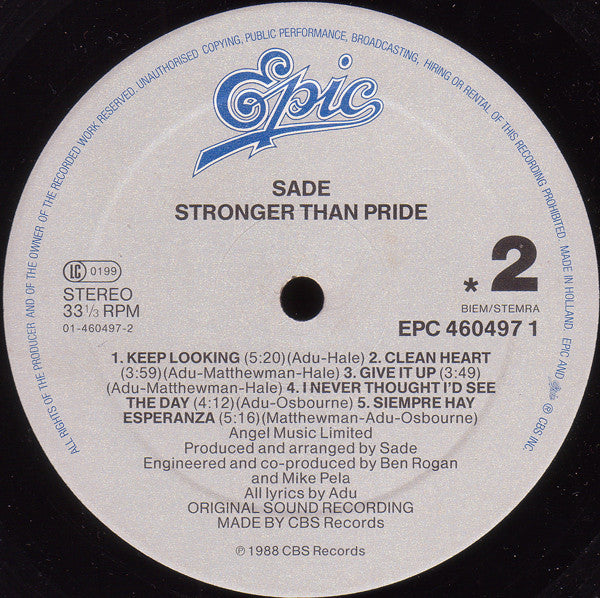 ALL RIGHTS OF THE PRODUCER AND OF THE OWNER OF THE RECORDED WORK RESERVED. UNAUTHORISED COPYING, PUBLIC PERFORMANCE, BROADCASTING, HIRING OR RENTAL OF THIS RECORDING PROHIBITED. MADE IN HOLLAND. EPIC AND Epic ® CBS INC.
Epic
SADE
STRONGER THAN PRIDE
LC 0199
STEREO
33 1/3 RPM
01-460497-2
* 2
BIEM/STEMRA
EPC 460497 1
1. KEEP LOOKING (5:20)(Adu-Hale) 2. CLEAN HEART
(3:59)(Adu-Matthewman-Hale) 3. GIVE IT UP (3:49)
(Adu-Matthewman-Hale) 4. I NEVER THOUGHT I'D SEE
THE DAY (4:12)(Adu-Osbourne) 5. SIEMPRE HAY
ESPERANZA (5:16)(Matthewman-Adu-Osbourne)
Angel Music Limited
Produced and arranged by Sade
Engineered and co-produced by Ben Rogan
and Mike Pela
All lyrics by Adu
ORIGINAL SOUND RECORDING
MADE BY CBS Records
℗ 1988 CBS Records